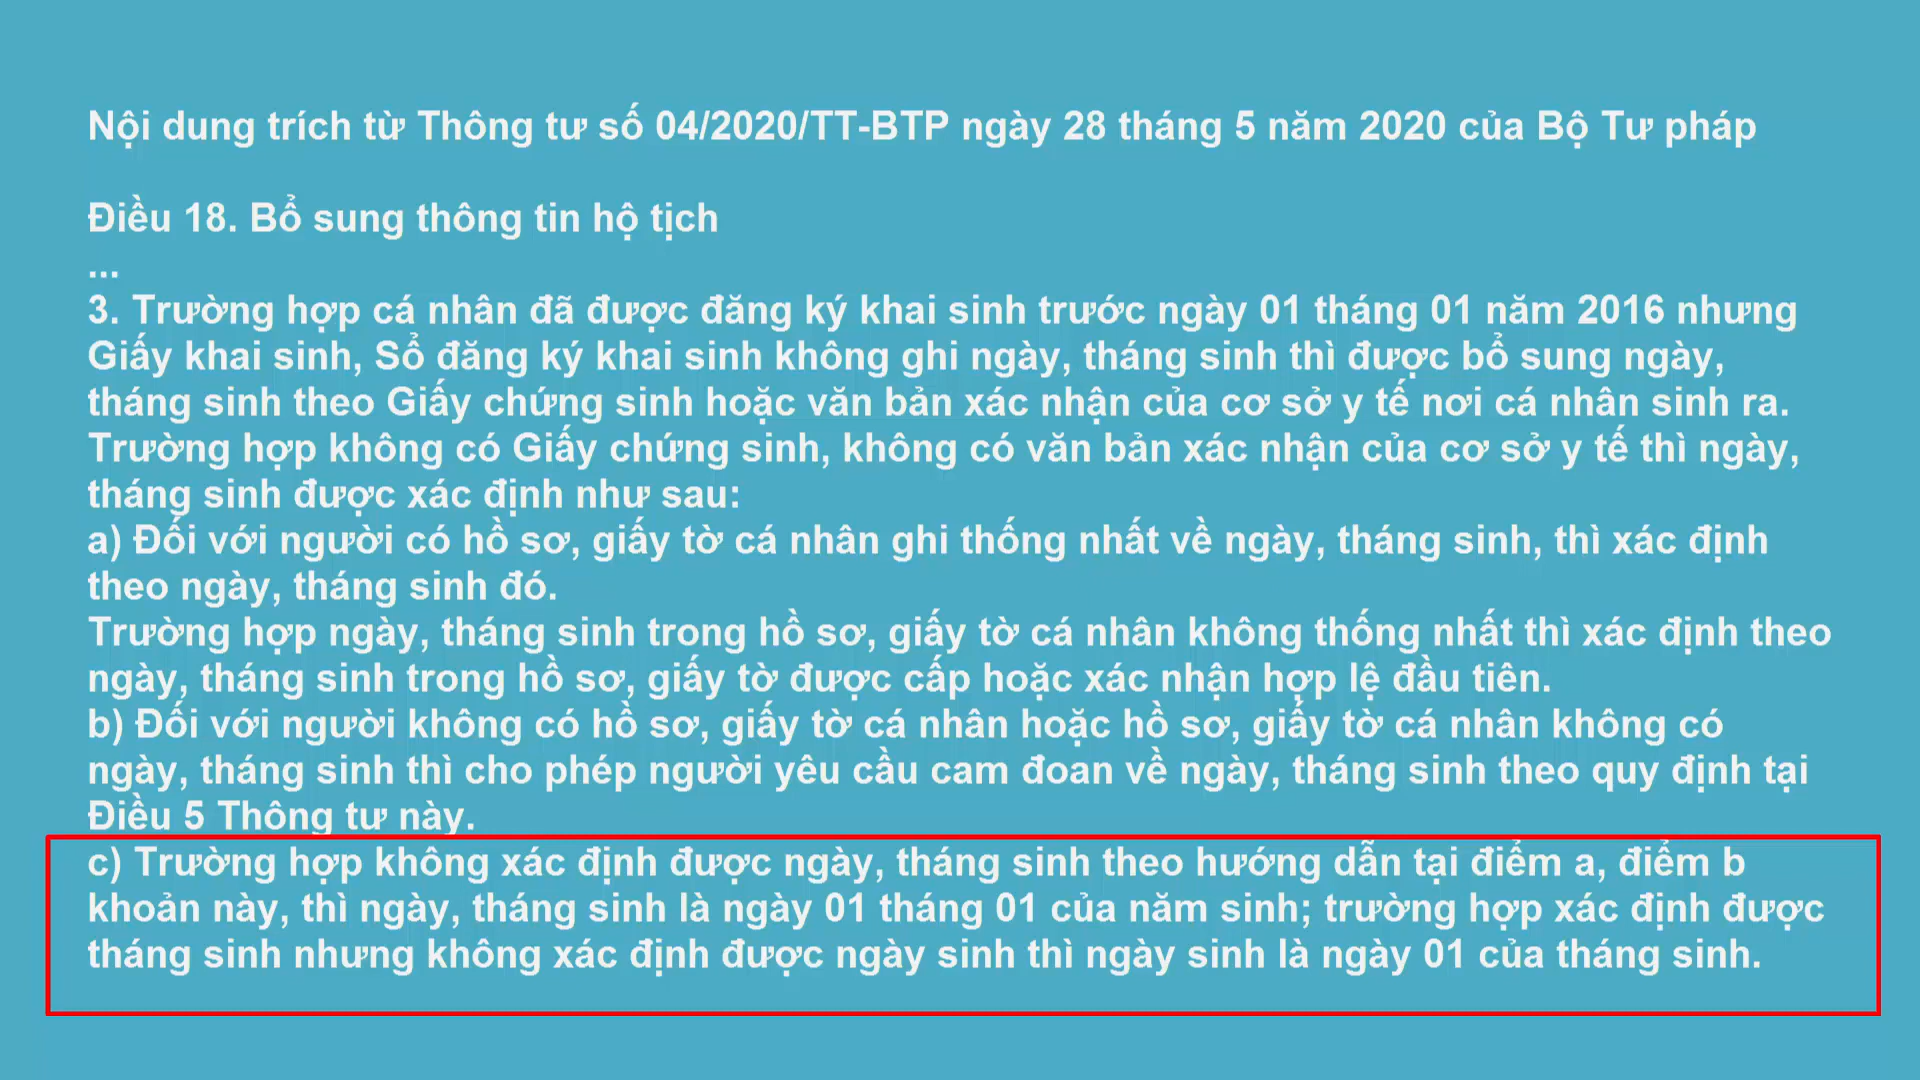 Nội dung trích từ Thông tư số 04/2020/TT-BTP ngày 28 tháng 5 năm 2020 của Bộ Tư pháp
Điều 18. Bổ sung thông tin hộ tịch
...
3. Trường hợp cá nhân đã được đăng ký khai sinh trước ngày 01 tháng 01 năm 2016 nhưng
Giấy khai sinh, Sổ đăng ký khai sinh không ghi ngày, tháng sinh thì được bổ sung ngày,
tháng sinh theo Giấy chứng sinh hoặc văn bản xác nhận của cơ sở y tế nơi cá nhân sinh ra.
Trường hợp không có Giấy chứng sinh, không có văn bản xác nhận của cơ sở y tế thì ngày,
tháng sinh được xác định như sau:
a) Đối với người có hồ sơ, giấy tờ cá nhân ghi thống nhất về ngày, tháng sinh, thì xác định
theo ngày, tháng sinh đó.
Trường hợp ngày, tháng sinh trong hồ sơ, giấy tờ cá nhân không thống nhất thì xác định theo
ngày, tháng sinh trong hồ sơ, giấy tờ được cấp hoặc xác nhận hợp lệ đầu tiên.
b) Đối với người không có hồ sơ, giấy tờ cá nhân hoặc hồ sơ, giấy tờ cá nhân không có
ngày, tháng sinh thì cho phép người yêu cầu cam đoan về ngày, tháng sinh theo quy định tại
Điều 5 Thông tư này.
c) Trường hợp không xác định được ngày, tháng sinh theo hướng dẫn tại điểm a, điểm b
khoản này, thì ngày, tháng sinh là ngày 01 tháng 01 của năm sinh; trường hợp xác định được
tháng sinh nhưng không xác định được ngày sinh thì ngày sinh là ngày 01 của tháng sinh.